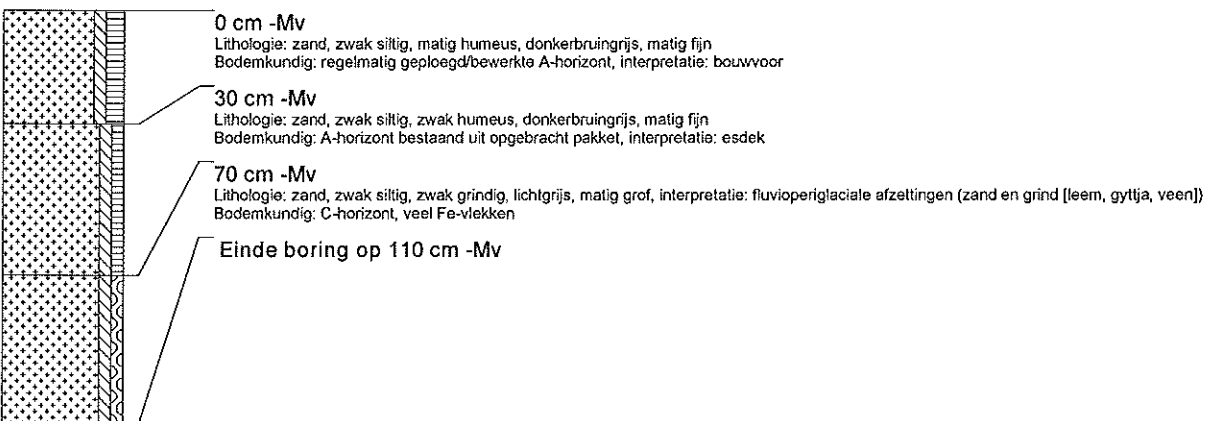 0 cm -Mv
Lithologie: zand, zwak siltig, matig humeus, donkerbruingrijs, matig fijn
Bodemkundig: regelmatig geploegd/bewerkte A-horizont, interpretatie: bouwvoor
30 cm -Mv
Lithologie: zand, zwak siltig, zwak humeus, donkerbruingrijs, matig fijn
Bodemkundig: A-horizont bestaand uit opgebracht pakket, interpretatie: esdek
70 cm -Mv
Lithologie: zand, zwak siltig, zwak grindig, lichtgrijs, matig grof, interpretatie: fluvioperiglaciale afzettingen (zand en grind [leem, gyttja, veen])
Bodemkundig: C-horizont, veel Fe-vlekken
Einde boring op 110 cm -Mv